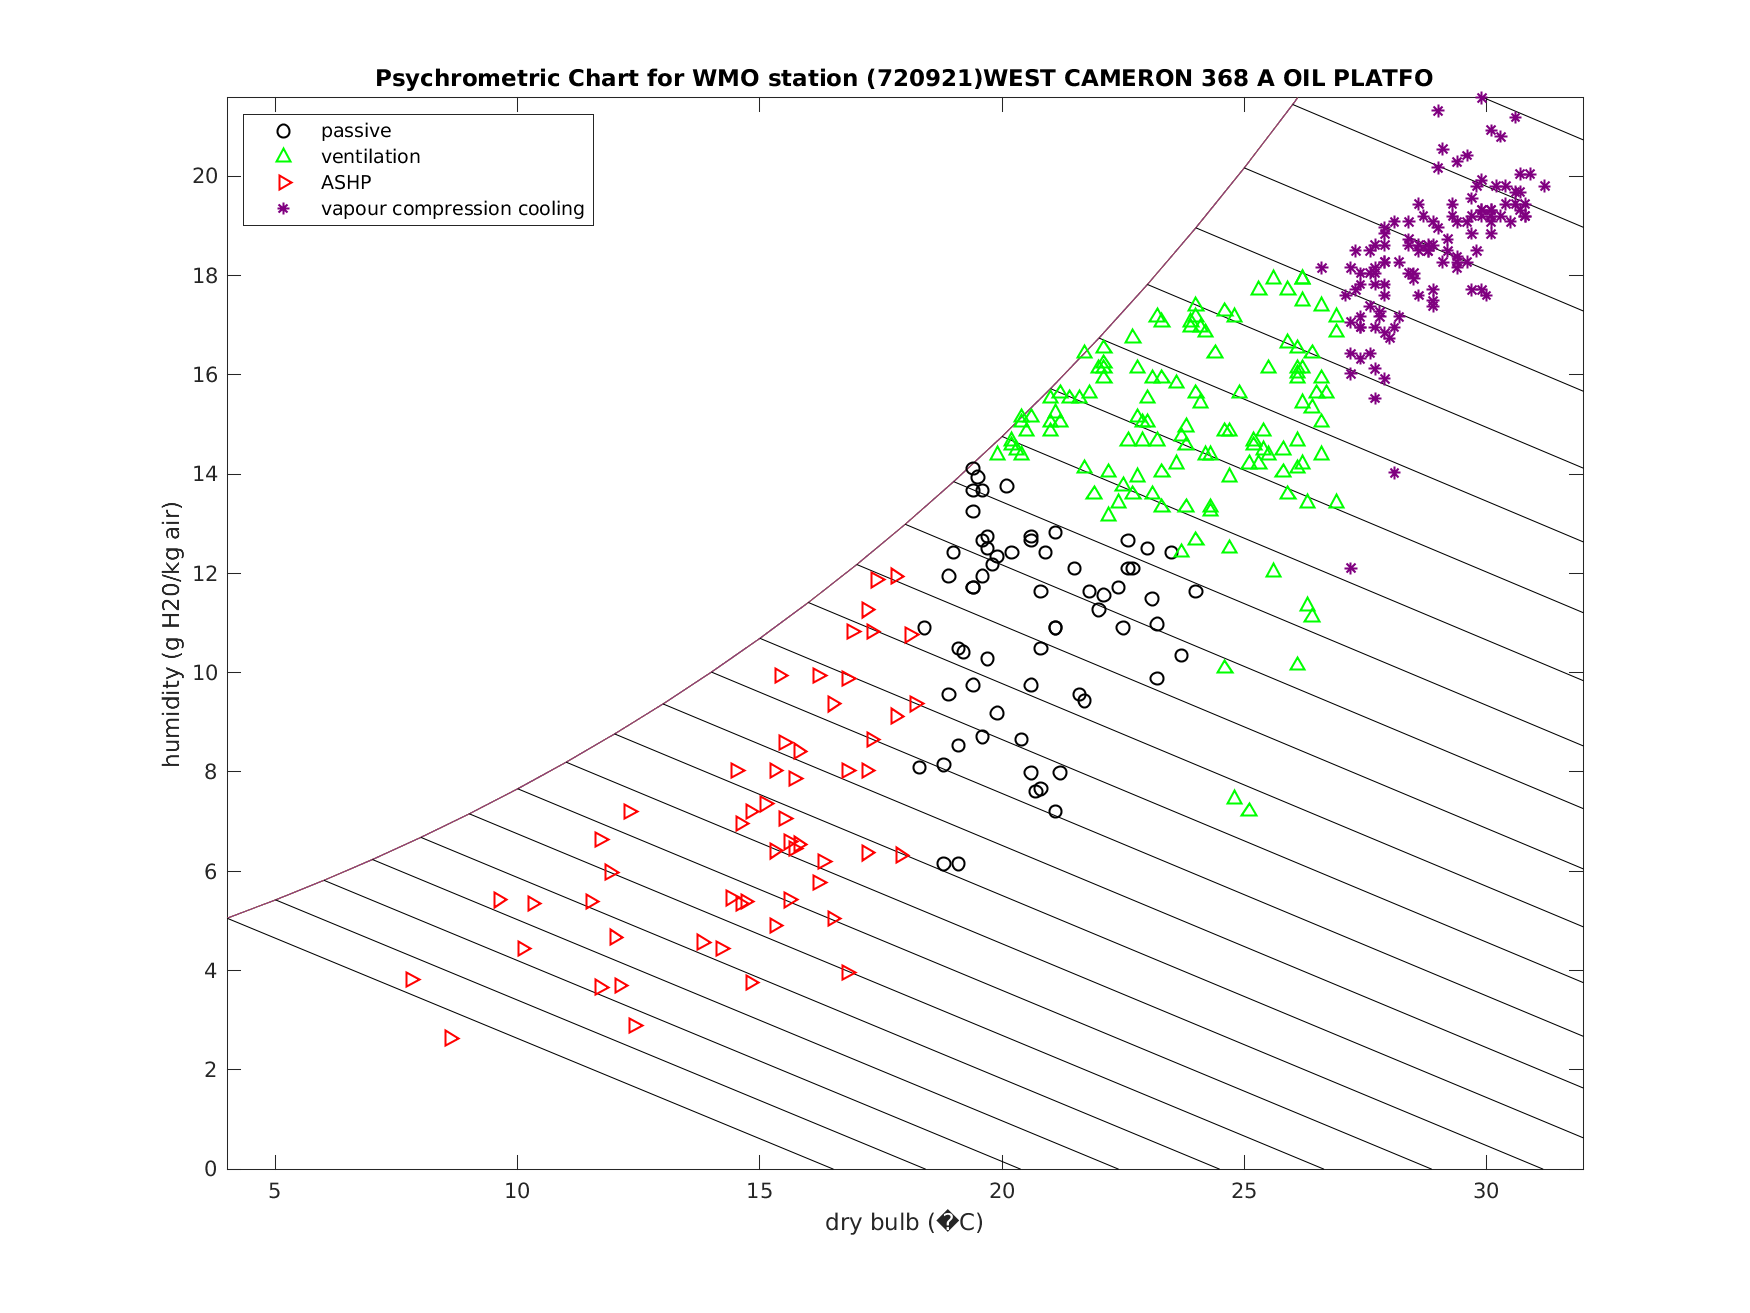 Psychrometric Chart for WMO station (720921)WEST CAMERON 368 A OIL PLATFO
passive
ventilation
ASHP
vapour compression cooling
humidity (g H20/kg air)
20
18
16
14
12
10
8
6
4
2
0
5 10 15 20 25 30
dry bulb (�C)